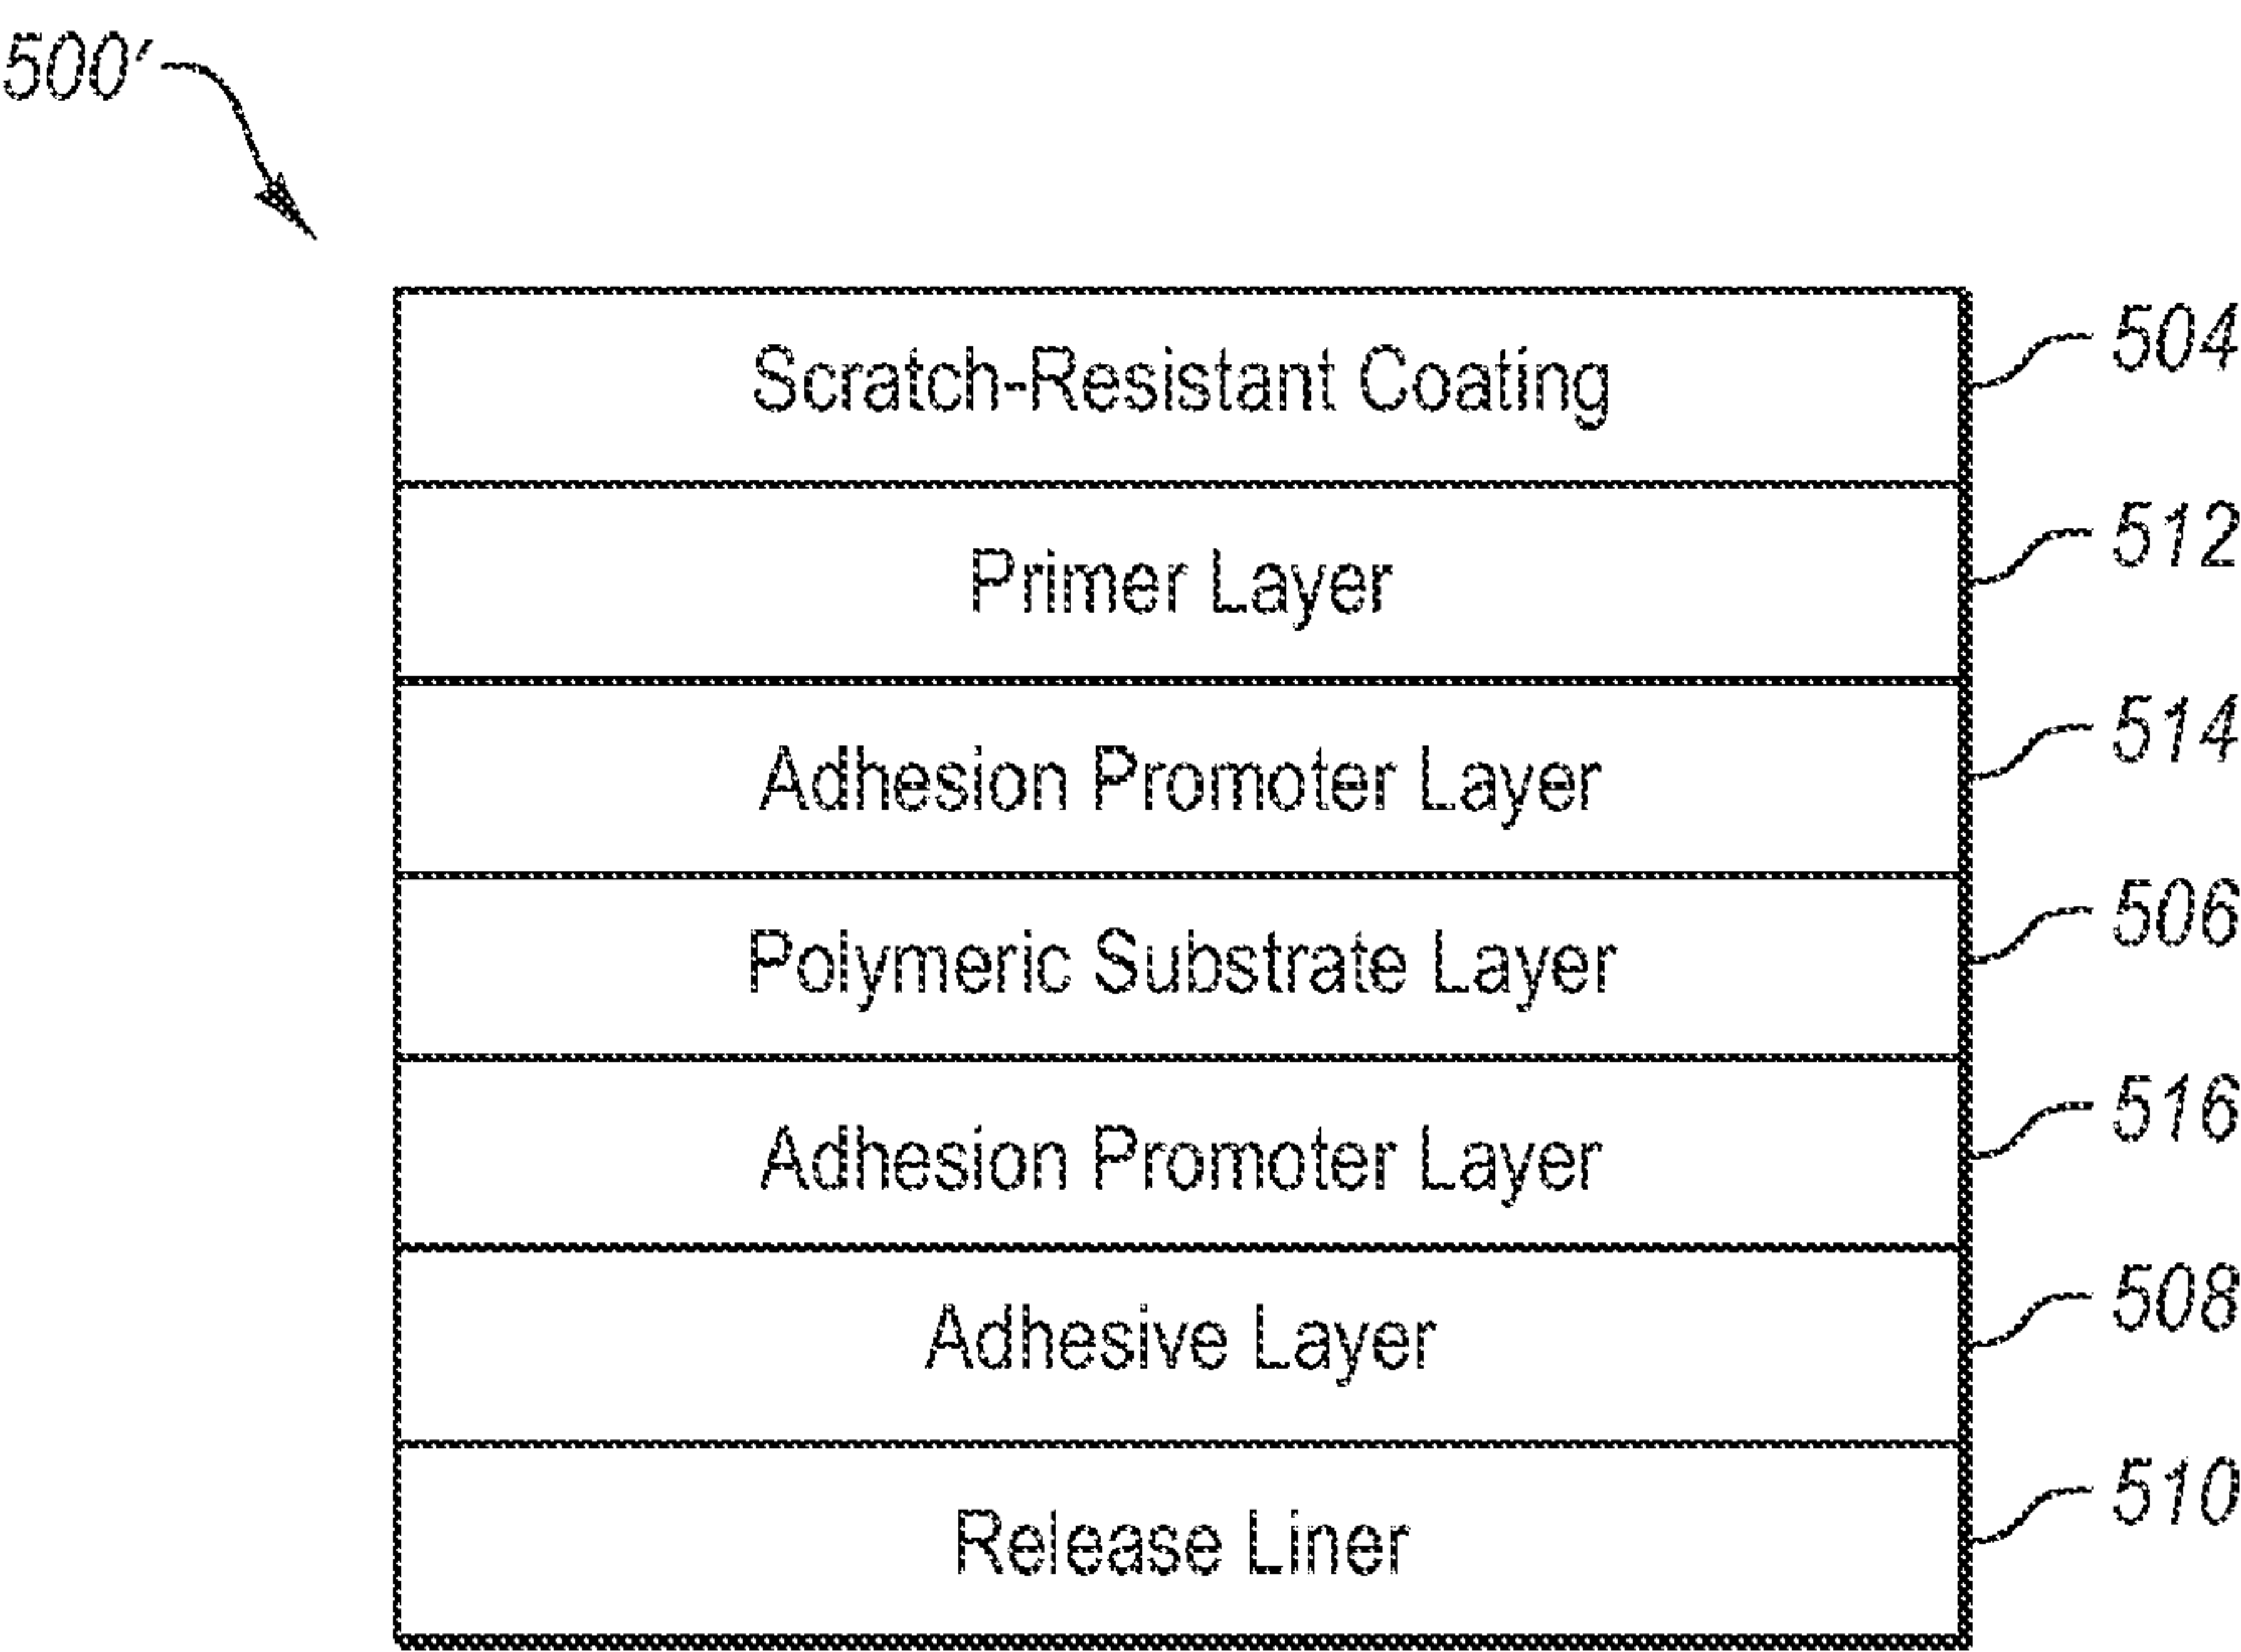 500'
Scratch-Resistant Coating 504
Primer Layer 512
Adhesion Promoter Layer 514
Polymeric Substrate Layer 506
Adhesion Promoter Layer 516
Adhesive Layer 508
Release Liner 510